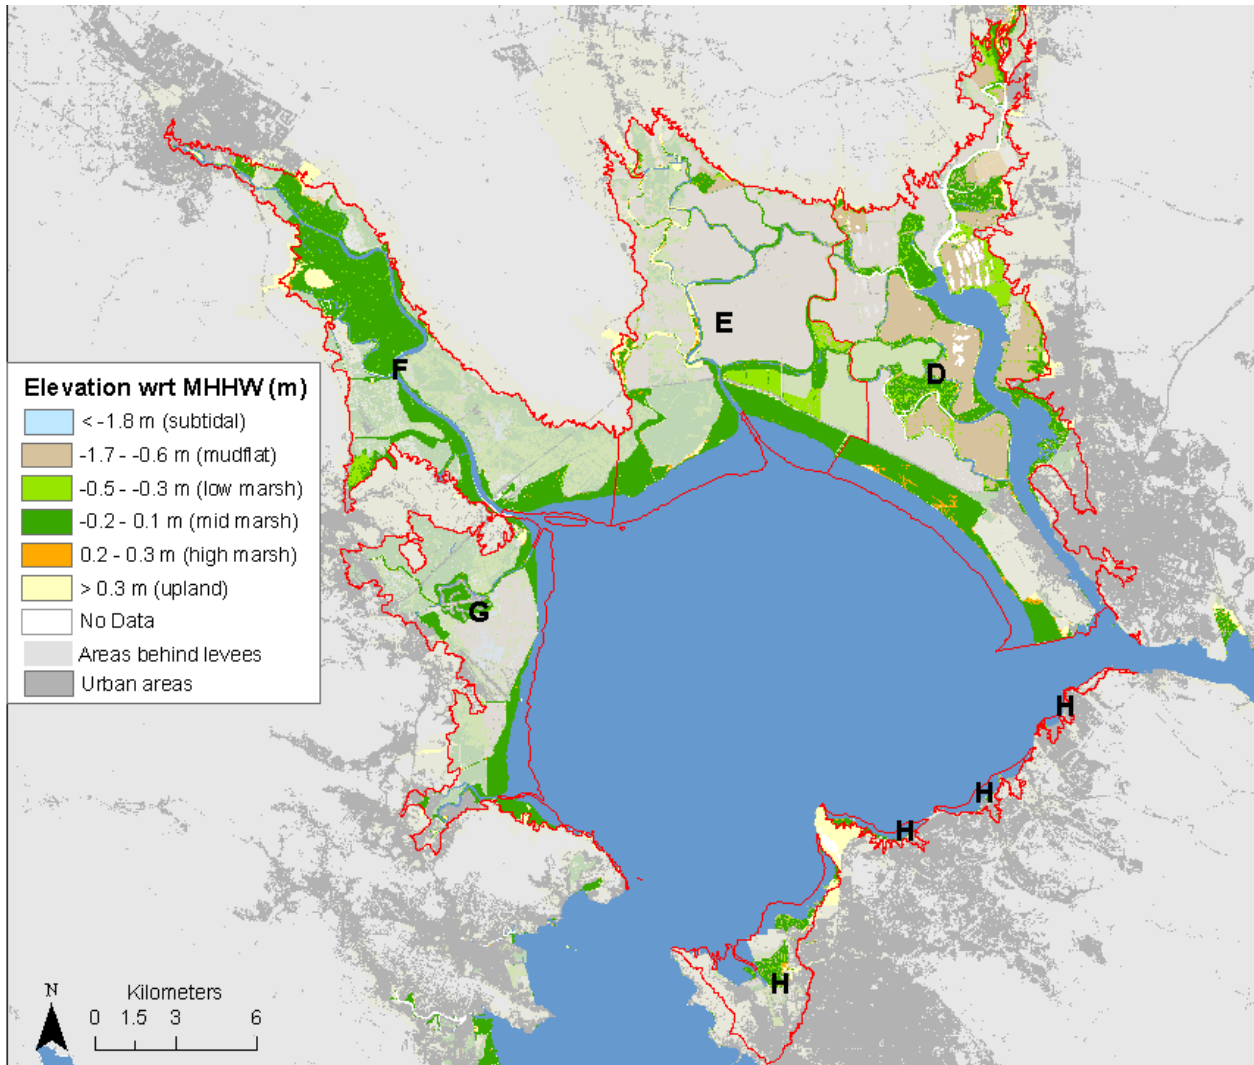 E
D
F
Elevation wrt MHHW (m)
< -1.8 m (subtidal)
-1.7 - -0.6 m (mudflat)
-0.5 - -0.3 m (low marsh)
-0.2 - 0.1 m (mid marsh)
0.2 - 0.3 m (high marsh)
> 0.3 m (upland)
No Data
Areas behind levees
Urban areas
G
H
H
H
H
N
Kilometers
0 1.5 3 6